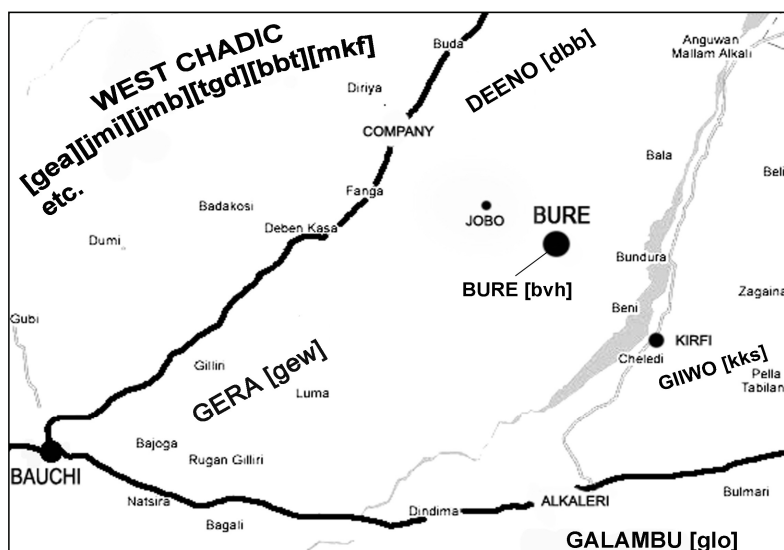 WEST CHADIC
[gea][jmi][jmb][tgd][bbt][mkf]
etc.
Buda
DEENO [dbb]
Anguwan
Mallam Alkali
Diriya
COMPANY
Bala
Fanga
Badakosi
Deben Kasa
JOBO
BURE
Dumi
Bundura
BURE [bvh]
Zagaina
Beni
Gubi
KIRFI
Cheledi
GIIWO [kks]
Gillin
GERA [gew]
Luma
Pella
Tabilan
Bajoga
Rugan Gilliri
BAUCHI
Natsira
Bagali
Dindima
ALKALERI
Bulmari
GALAMBU [glo]